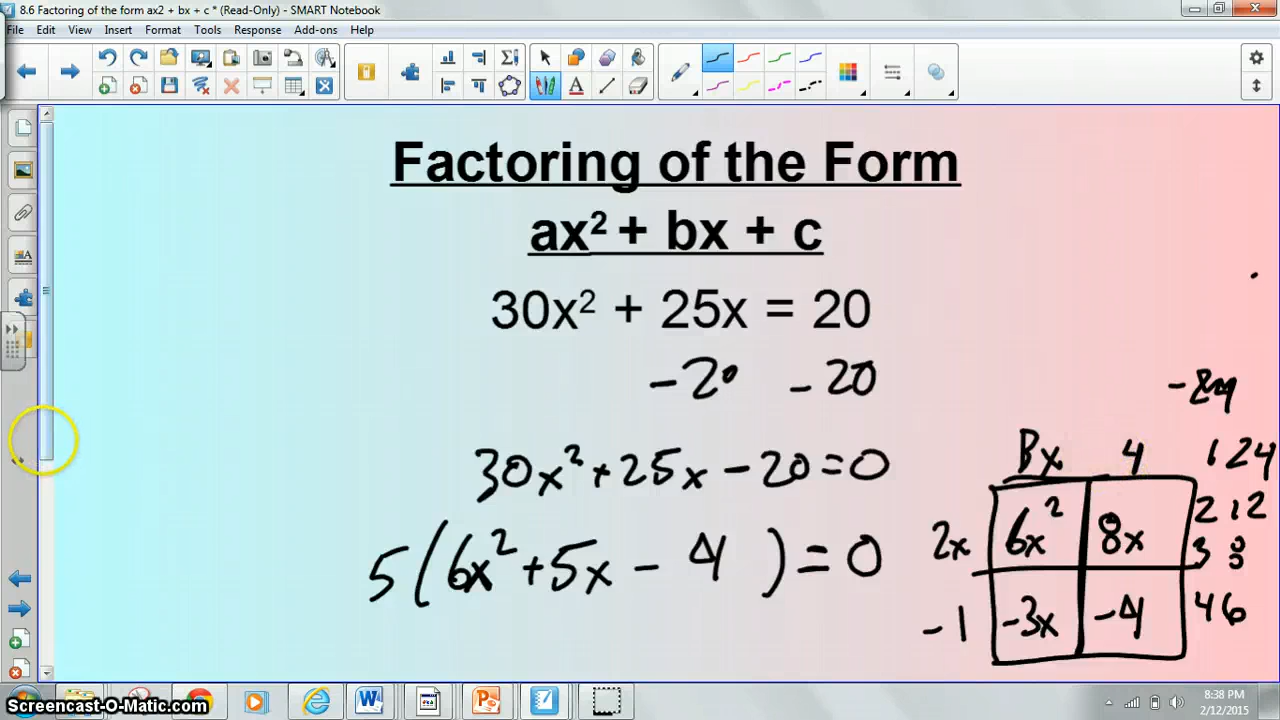 8.6 Factoring of the form ax2 + bx + c * (Read-Only) - SMART Notebook
File Edit View Insert Format Tools Response Add-ons Help
Factoring of the Form
ax² + bx + c
30x² + 25x = 20
-20 -20
30x²+25x-20=0
5(6x²+5x-4)=0
-24
3x 4
1 24
2x 6x² 8x
2 12
3 8
-1 -3x -4
4 6
8:38 PM
2/12/2015
Screencast-O-Matic.com